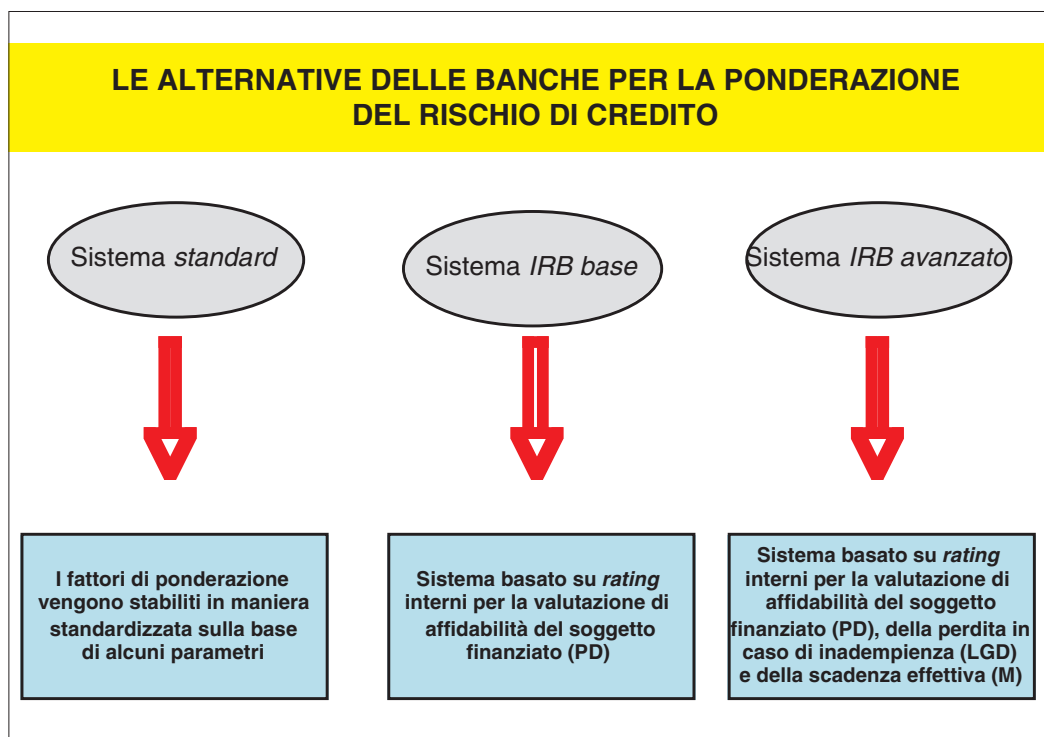 LE ALTERNATIVE DELLE BANCHE PER LA PONDERAZIONE
DEL RISCHIO DI CREDITO
Sistema standard
Sistema IRB base
Sistema IRB avanzato
I fattori di ponderazione
vengono stabiliti in maniera
standardizzata sulla base
di alcuni parametri
Sistema basato su rating
interni per la valutazione di
affidabilità del soggetto
finanziato (PD)
Sistema basato su rating
interni per la valutazione di
affidabilità del soggetto
finanziato (PD), della perdita in
caso di inadempienza (LGD)
e della scadenza effettiva (M)